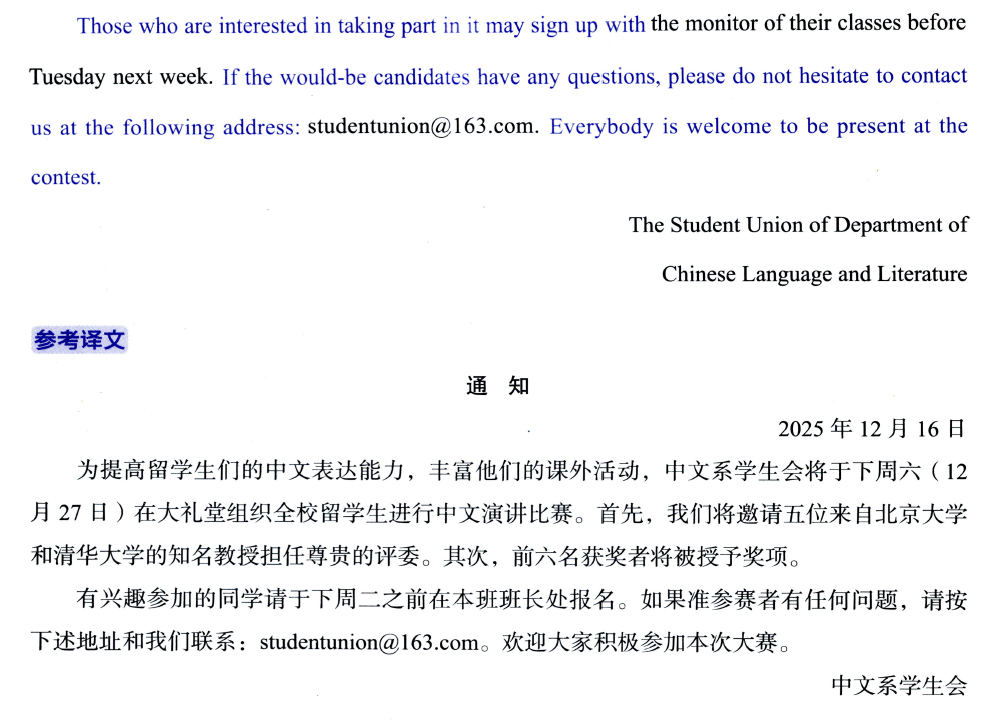 Those who are interested in taking part in it may sign up with the monitor of their classes before
Tuesday next week. If the would-be candidates have any questions, please do not hesitate to contact
us at the following address: studentunion@163.com. Everybody is welcome to be present at the
contest.
The Student Union of Department of
Chinese Language and Literature
参考译文
通 知
2025 年 12 月 16 日
为提高留学生们的中文表达能力，丰富他们的课外活动，中文系学生会将于下周六（12
月 27 日）在大礼堂组织全校留学生进行中文演讲比赛。首先，我们将邀请五位来自北京大学
和清华大学的知名教授担任尊贵的评委。其次，前六名获奖者将被授予奖项。
有兴趣参加的同学请于下周二之前在本班班长处报名。如果准参赛者有任何问题，请按
下述地址和我们联系：studentunion@163.com。欢迎大家积极参加本次大赛。
中文系学生会